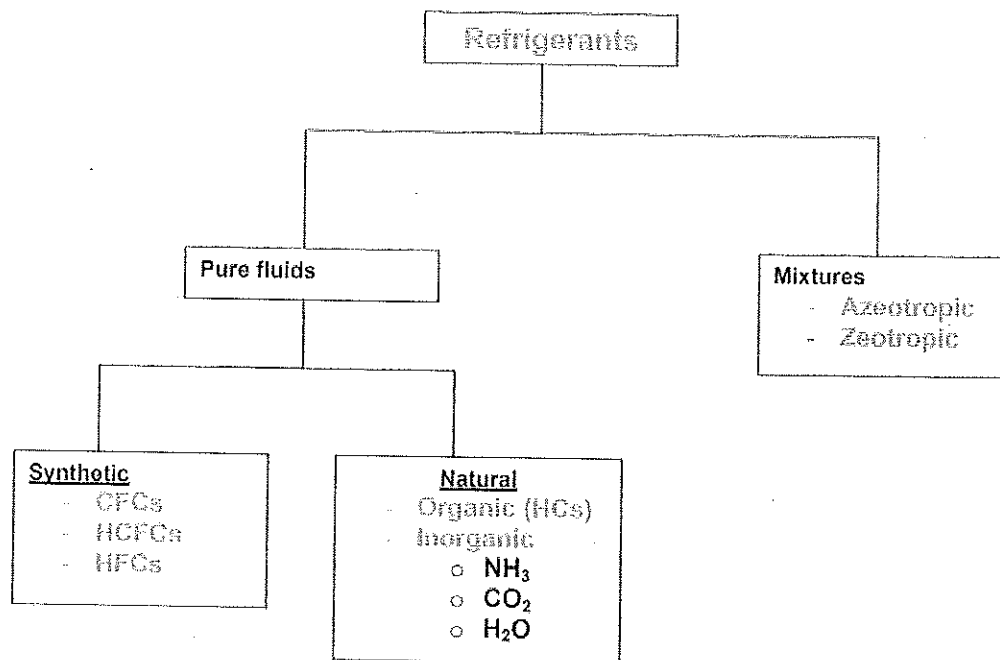 Refrigerants
Pure fluids
Mixtures
- Azeotropic
- Zeotropic
Synthetic
- CFCs
- HCFCs
- HFCs
Natural
- Organic (HCs)
- Inorganic
o NH₃
o CO₂
o H₂O